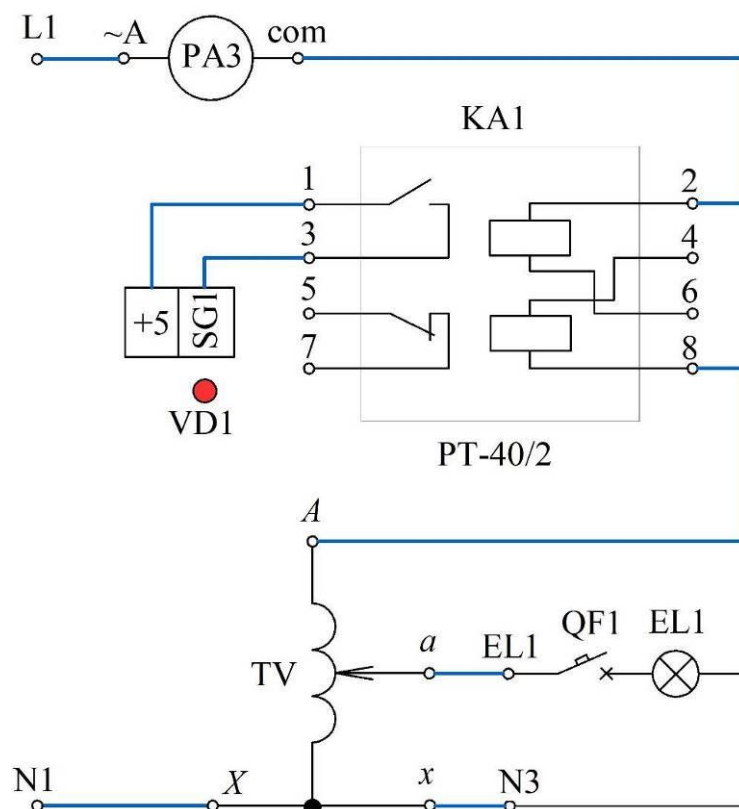 L1 ~A PA3 com
KA1
1 2
3 4
5 6
7 8
+5 SG1
VD1
РТ-40/2
A
TV a EL1 QF1 EL1
N1 X x N3